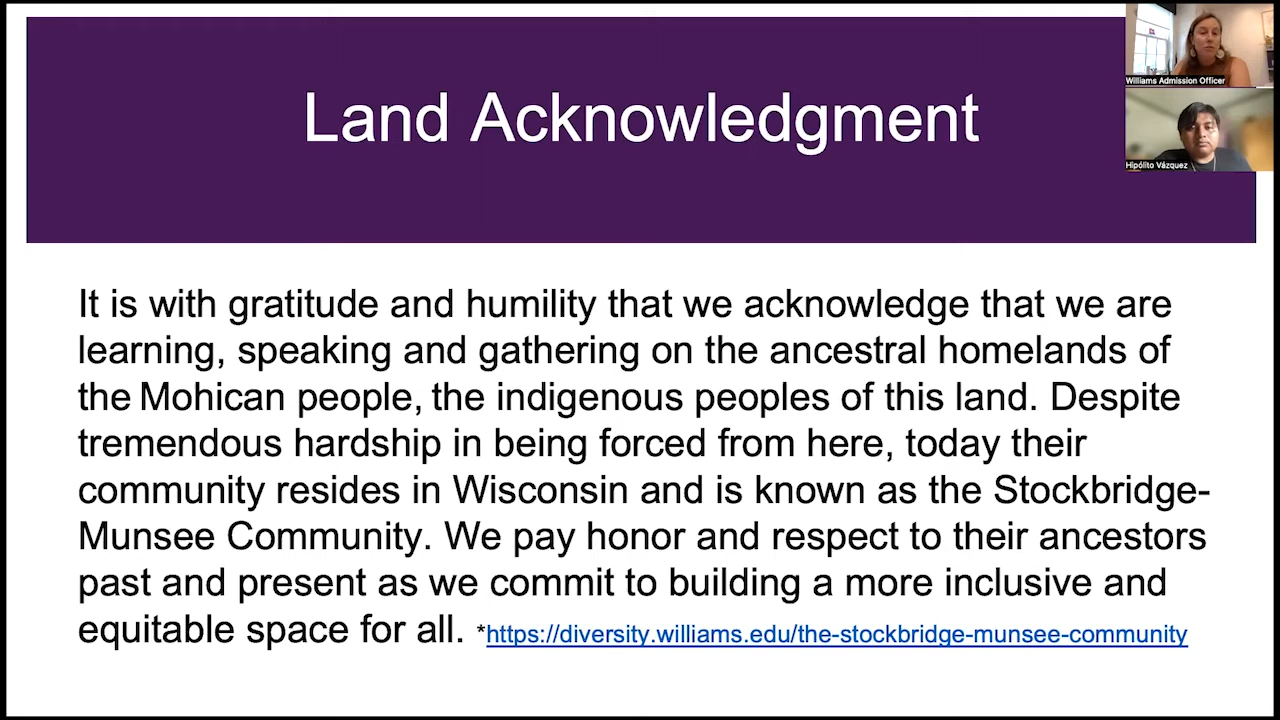 Land Acknowledgment
Williams Admission Officer
Hipólito Vázquez
It is with gratitude and humility that we acknowledge that we are
learning, speaking and gathering on the ancestral homelands of
the Mohican people, the indigenous peoples of this land. Despite
tremendous hardship in being forced from here, today their
community resides in Wisconsin and is known as the Stockbridge-
Munsee Community. We pay honor and respect to their ancestors
past and present as we commit to building a more inclusive and
equitable space for all. *https://diversity.williams.edu/the-stockbridge-munsee-community